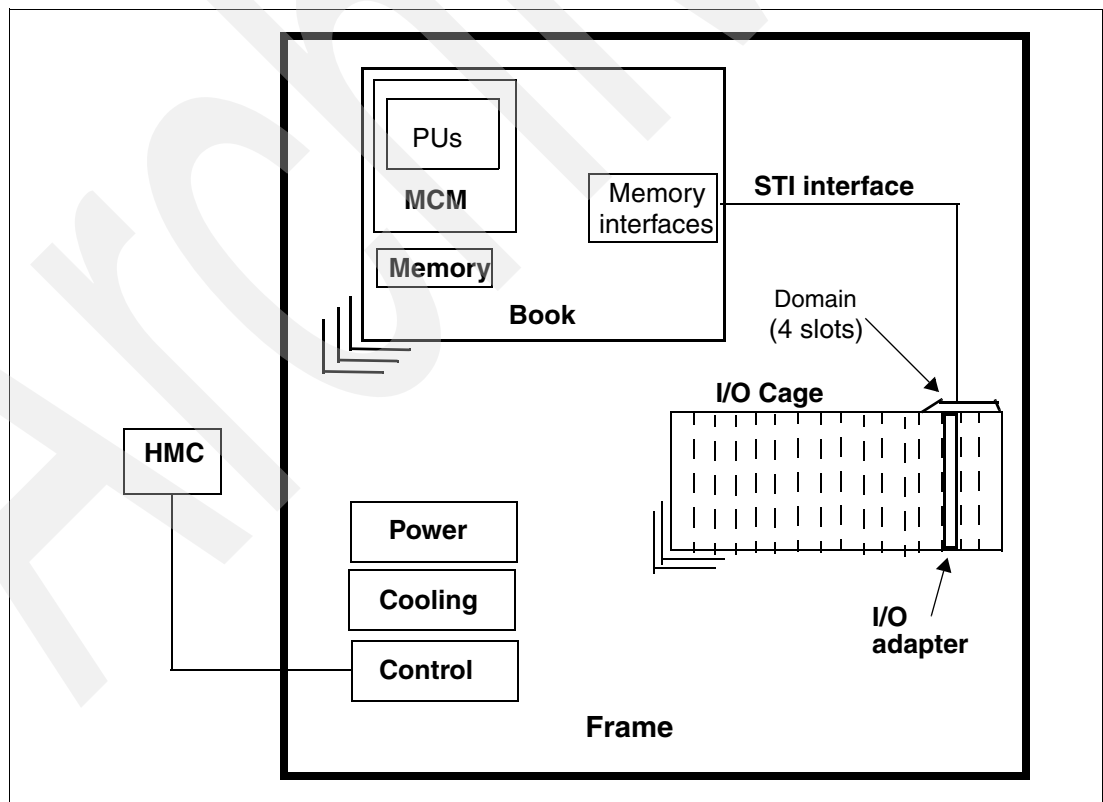 PUs
MCM
Memory
Memory
interfaces
Book
STI interface
Domain
(4 slots)
I/O Cage
HMC
Power
Cooling
Control
I/O
adapter
Frame